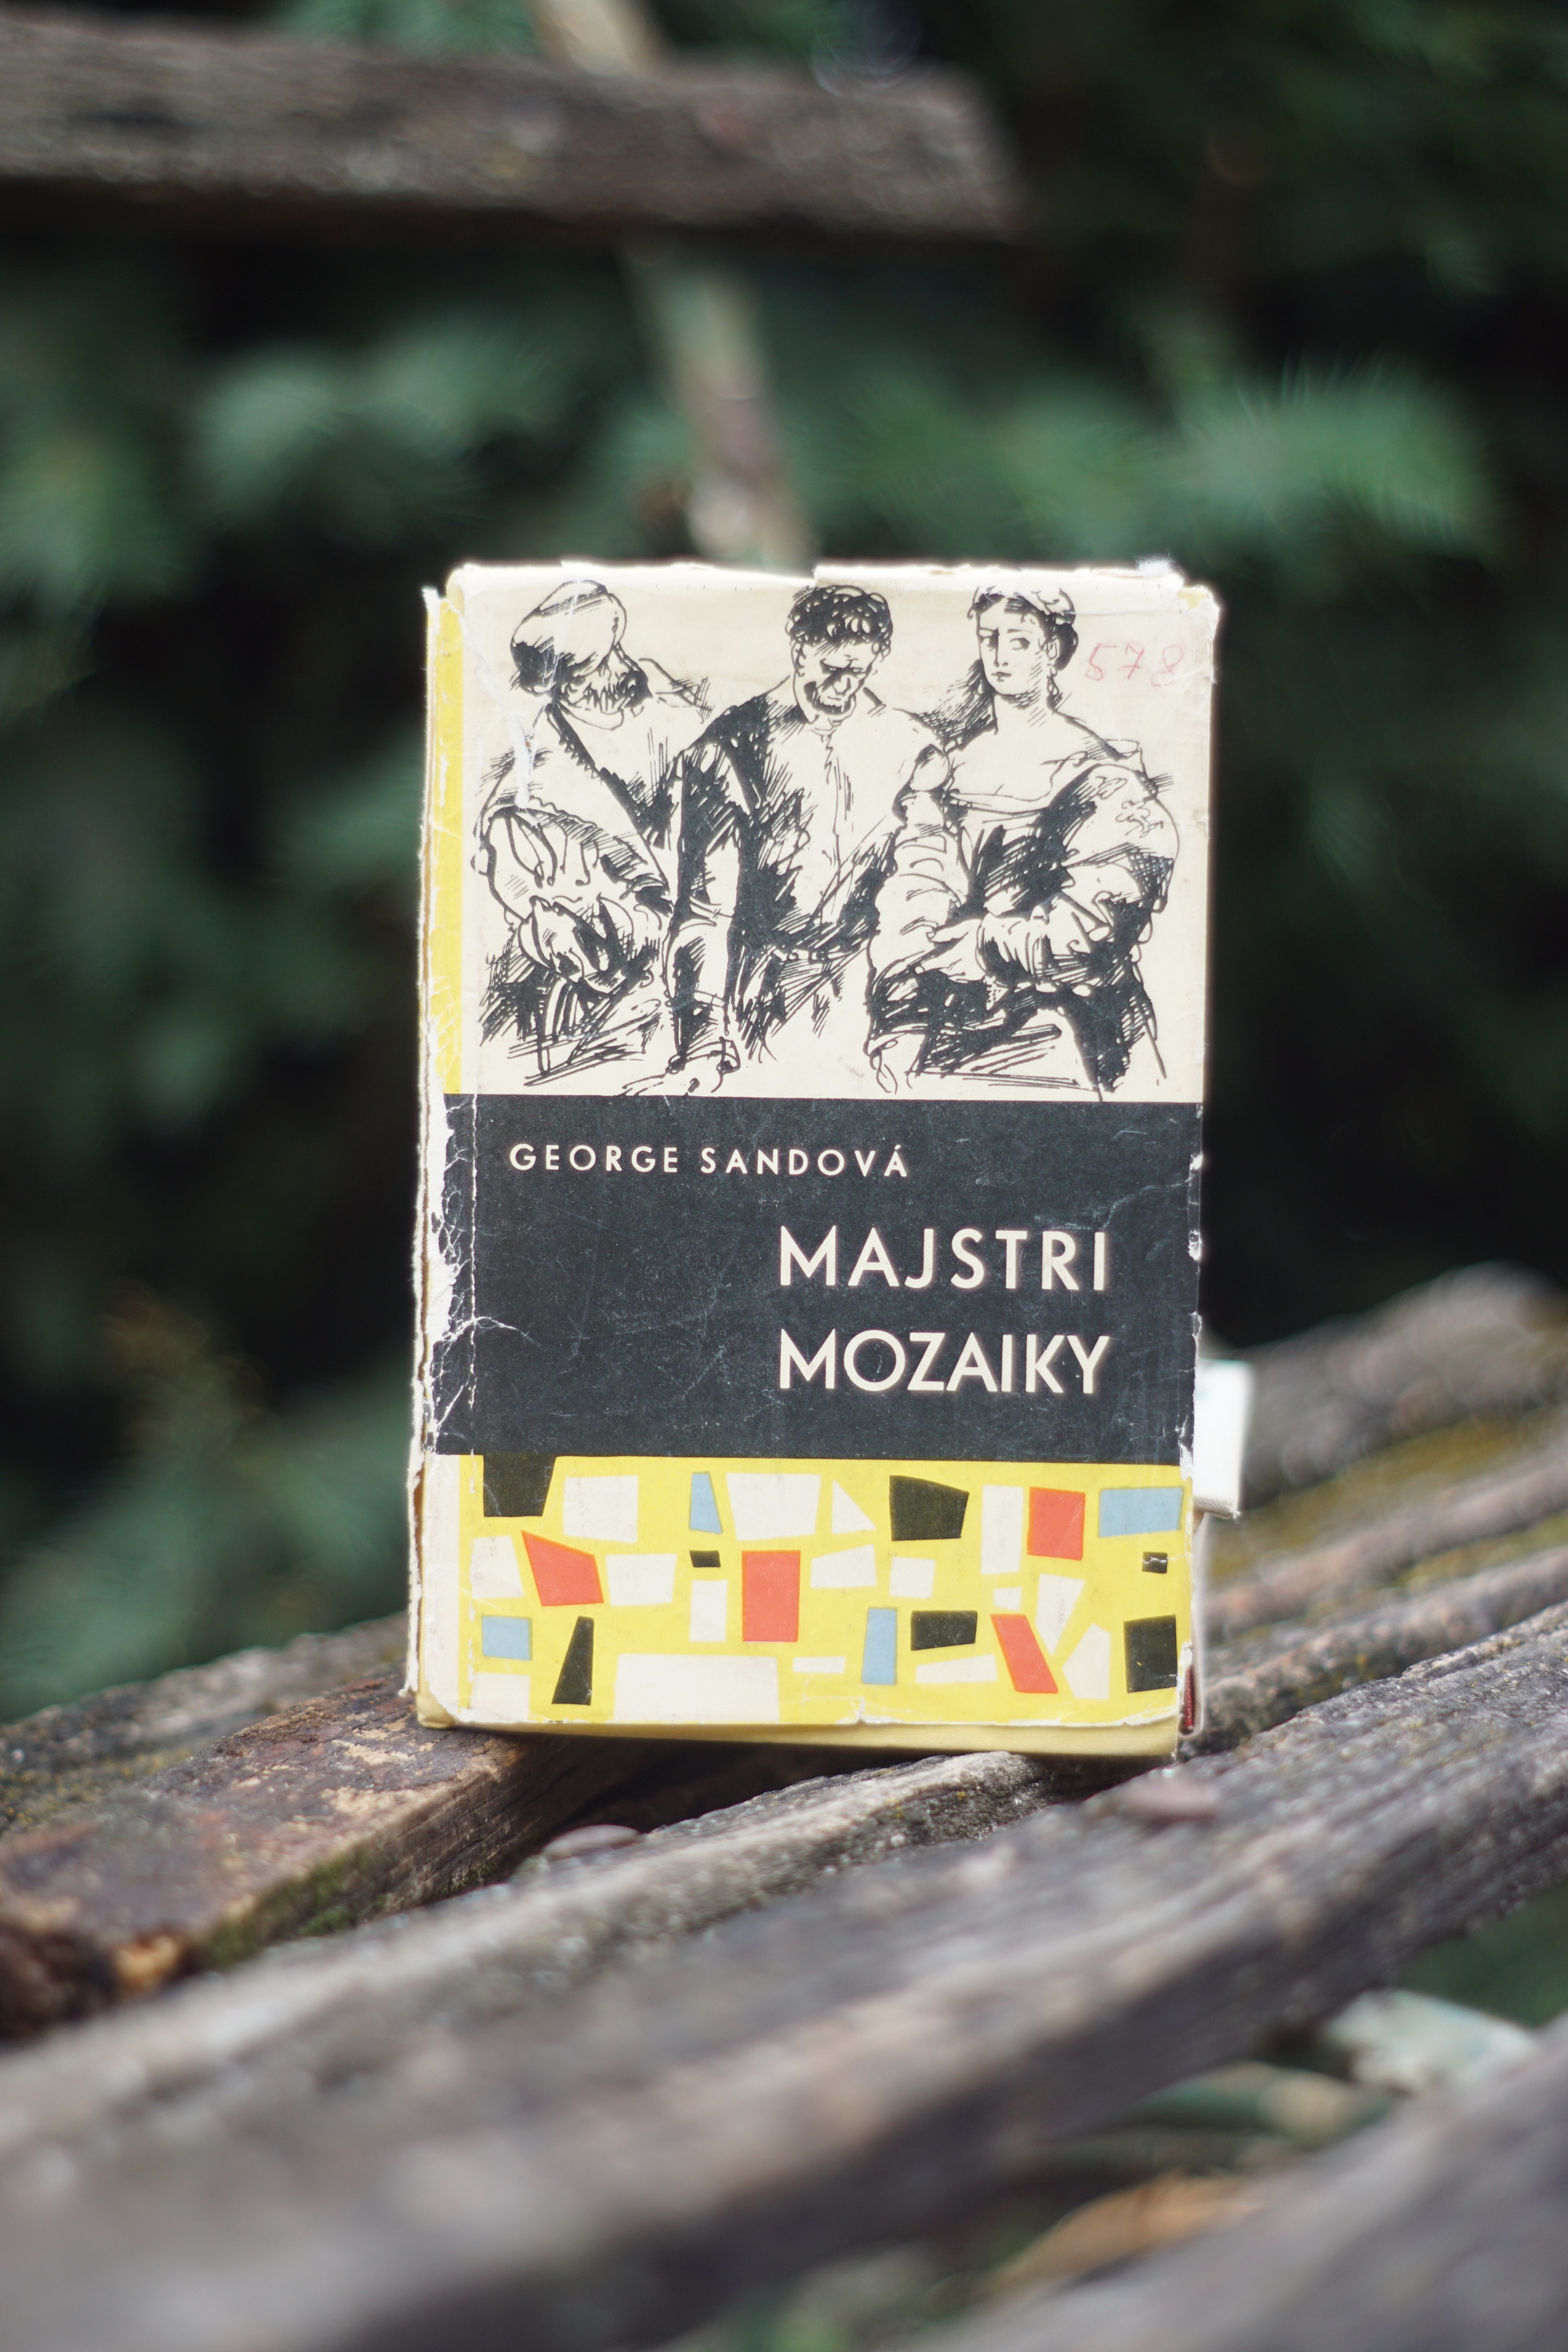 578
GEORGE SANDOVÁ
MAJSTRI
MOZAIKY